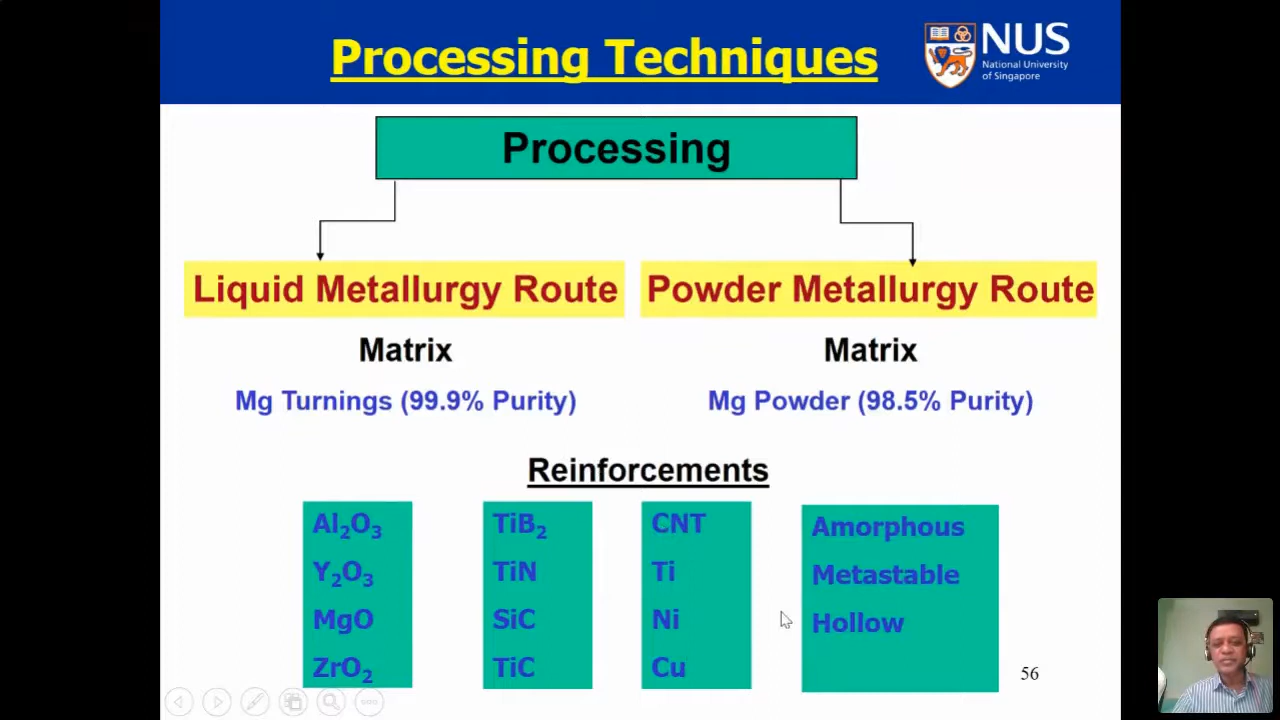 Processing Techniques
NUS
National University
of Singapore
Processing
Liquid Metallurgy Route
Powder Metallurgy Route
Matrix
Matrix
Mg Turnings (99.9% Purity)
Mg Powder (98.5% Purity)
Reinforcements
Al₂O₃
Y₂O₃
MgO
ZrO₂
TiB₂
TiN
SiC
TiC
CNT
Ti
Ni
Cu
Amorphous
Metastable
Hollow
56